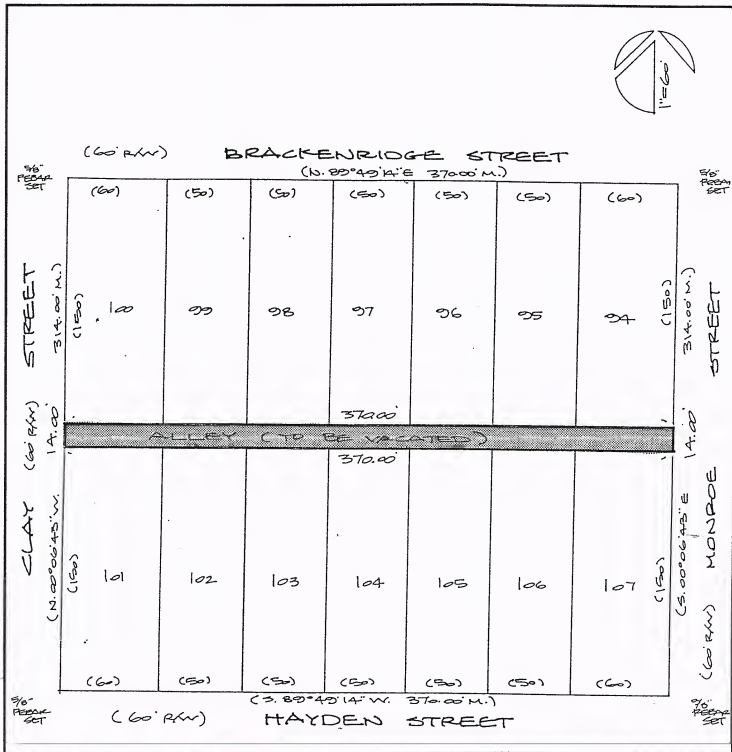 1"=60'
(60' R/W) BRACKENRIDGE STREET
(N. 89°49'14" E 370.00' M.)
5/8" REBAR SET
5/8" REBAR SET
(60) (50) (50) (50) (50) (50) (60)
CLAY STREET
(60' R/W)
314.00' M.)
(N. 00°06'43" W.
(150)
100 99 98 97 96 95 94
(150)
314.00' M.)
(S. 00°06'43" E
MONROE STREET
(60' R/W)
370.00'
14.00'
ALLEY (TO BE VACATED)
14.00'
370.00'
(150)
101 102 103 104 105 106 107
(150)
(60) (50) (50) (50) (50) (50) (60)
5/8" REBAR SET
(S. 89°49'14" W. 370.00' M.)
5/8" REBAR SET
(60' R/W) HAYDEN STREET